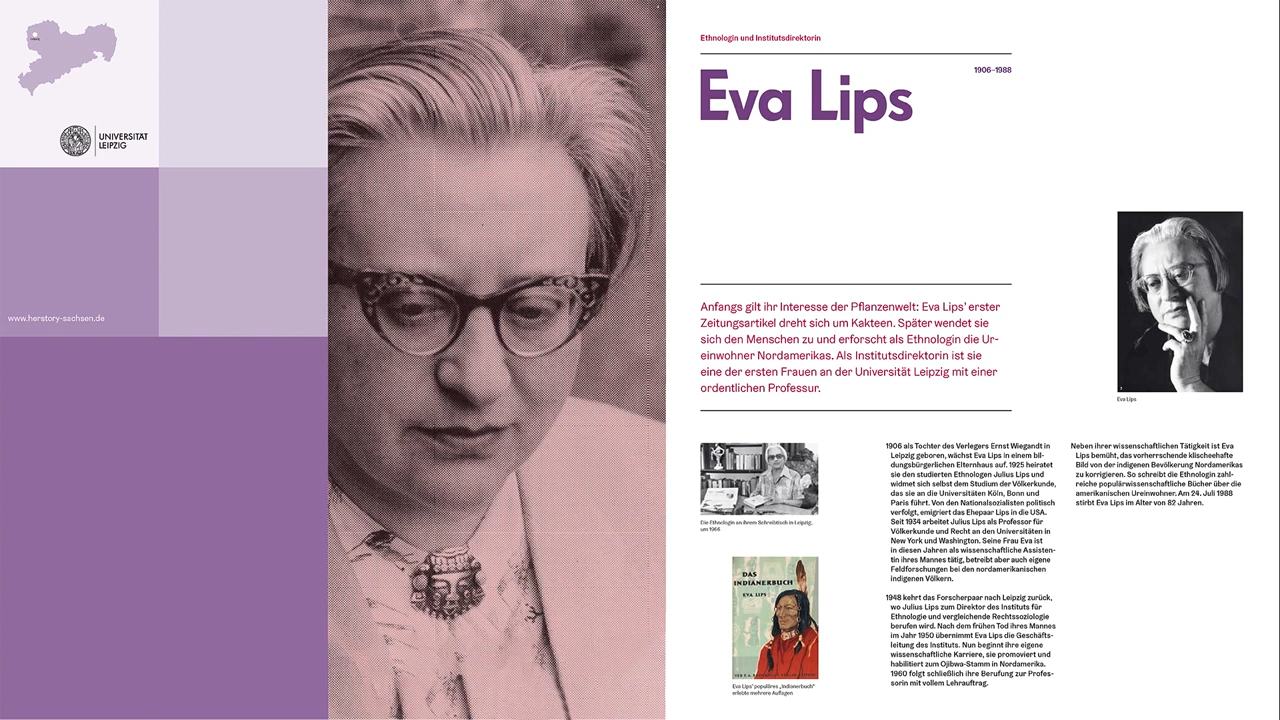 UNIVERSITÄT
LEIPZIG
www.herstory-sachsen.de
Ethnologin und Institutsdirektorin
1906–1988
Eva Lips
Anfangs gilt ihr Interesse der Pflanzenwelt: Eva Lips' erster
Zeitungsartikel dreht sich um Kakteen. Später wendet sie
sich den Menschen zu und erforscht als Ethnologin die Ur-
einwohner Nordamerikas. Als Institutsdirektorin ist sie
eine der ersten Frauen an der Universität Leipzig mit einer
ordentlichen Professur.
Eva Lips
Die Ethnologin an ihrem Schreibtisch in Leipzig,
um 1966
DAS
INDIANERBUCH
EVA LIPS
Eva Lips' populäres „Indianerbuch"
erlebte mehrere Auflagen
1906 als Tochter des Verlegers Ernst Wiegandt in
Leipzig geboren, wächst Eva Lips in einem bil-
dungsbürgerlichen Elternhaus auf. 1925 heiratet
sie den studierten Ethnologen Julius Lips und
widmet sich selbst dem Studium der Völkerkunde,
das sie an die Universitäten Köln, Bonn und
Paris führt. Von den Nationalsozialisten politisch
verfolgt, emigriert das Ehepaar Lips in die USA.
Seit 1934 arbeitet Julius Lips als Professor für
Völkerkunde und Recht an den Universitäten in
New York und Washington. Seine Frau Eva ist
in diesen Jahren als wissenschaftliche Assisten-
tin ihres Mannes tätig, betreibt aber auch eigene
Feldforschungen bei den nordamerikanischen
indigenen Völkern.
1948 kehrt das Forscherpaar nach Leipzig zurück,
wo Julius Lips zum Direktor des Instituts für
Ethnologie und vergleichende Rechtssoziologie
berufen wird. Nach dem frühen Tod ihres Mannes
im Jahr 1950 übernimmt Eva Lips die Geschäfts-
leitung des Instituts. Nun beginnt ihre eigene
wissenschaftliche Karriere, sie promoviert und
habilitiert zum Ojibwa-Stamm in Nordamerika.
1960 folgt schließlich ihre Berufung zur Profes-
sorin mit vollem Lehrauftrag.
Neben ihrer wissenschaftlichen Tätigkeit ist Eva
Lips bemüht, das vorherrschende klischeehafte
Bild von der indigenen Bevölkerung Nordamerikas
zu korrigieren. So schreibt die Ethnologin zahl-
reiche populärwissenschaftliche Bücher über die
amerikanischen Ureinwohner. Am 24. Juli 1988
stirbt Eva Lips im Alter von 82 Jahren.